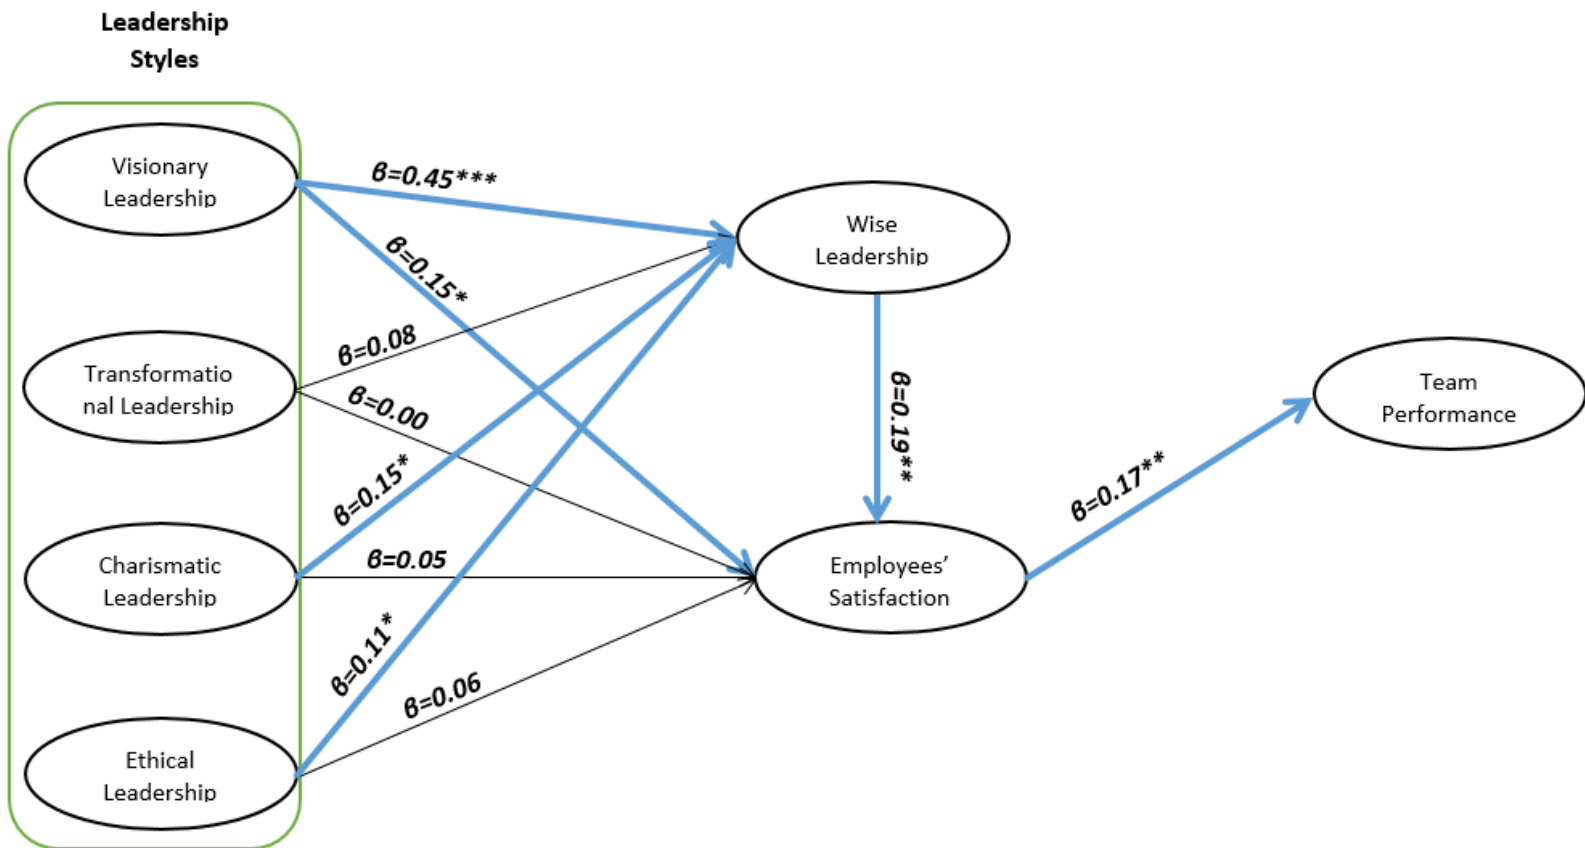 Leadership
Styles
Visionary
Leadership
β=0.45***
β=0.15*
Wise
Leadership
Transformatio
nal Leadership
β=0.08
β=0.00
β=0.19**
Team
Performance
Charismatic
Leadership
β=0.15*
β=0.05
Employees’
Satisfaction
β=0.17**
Ethical
Leadership
β=0.11*
β=0.06